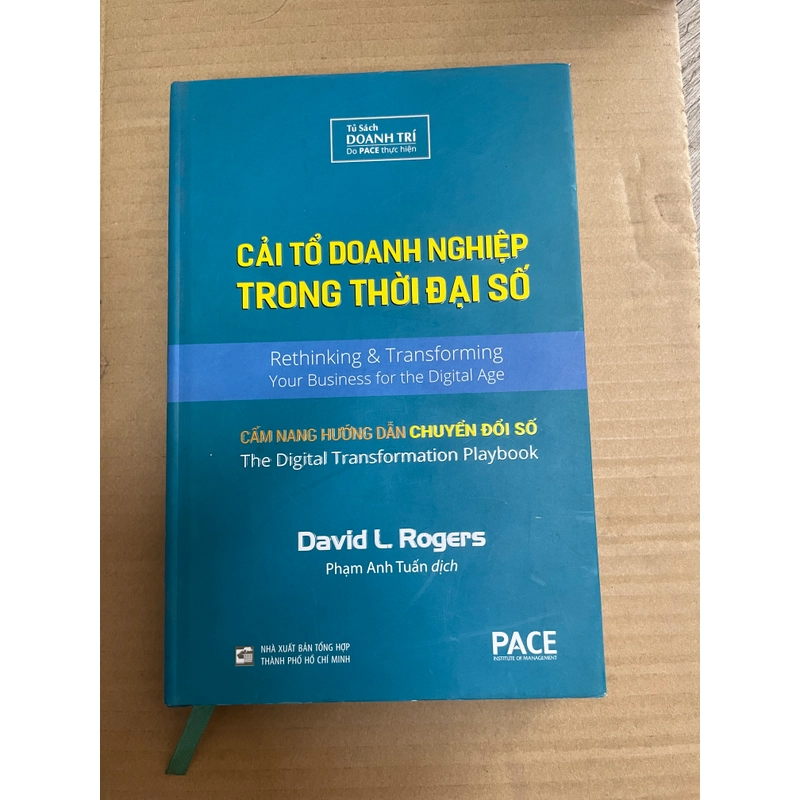 Tủ Sách
DOANH TRÍ
Do PACE thực hiện
CẢI TỔ DOANH NGHIỆP
TRONG THỜI ĐẠI SỐ
Rethinking & Transforming
Your Business for the Digital Age
CẨM NANG HƯỚNG DẪN CHUYỂN ĐỔI SỐ
The Digital Transformation Playbook
David L. Rogers
Phạm Anh Tuấn dịch
NHÀ XUẤT BẢN TỔNG HỢP
THÀNH PHỐ HỒ CHÍ MINH
PACE
INSTITUTE OF MANAGEMENT